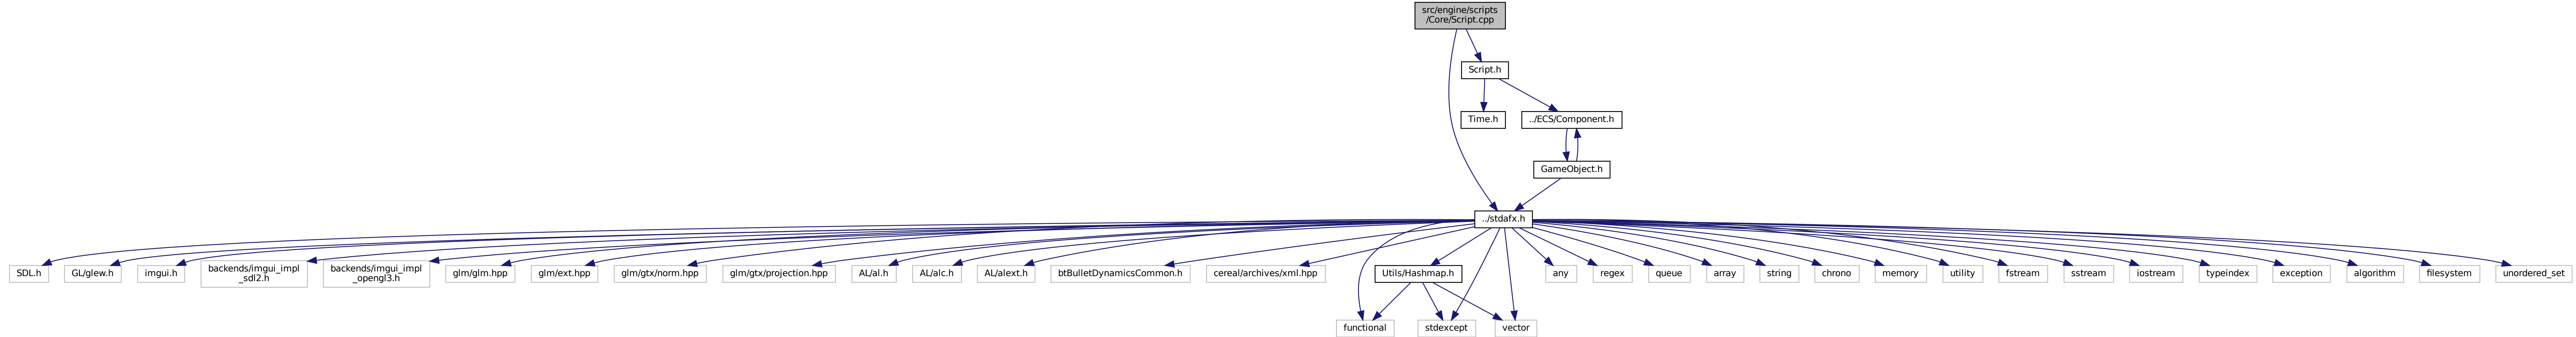 src/engine/scripts
/Core/Script.cpp
Script.h
Time.h
../ECS/Component.h
GameObject.h
../stdafx.h
SDL.h
GL/glew.h
imgui.h
backends/imgui_impl
_sdl2.h
backends/imgui_impl
_opengl3.h
glm/glm.hpp
glm/ext.hpp
glm/gtx/norm.hpp
glm/gtx/projection.hpp
AL/al.h
AL/alc.h
AL/alext.h
btBulletDynamicsCommon.h
cereal/archives/xml.hpp
Utils/Hashmap.h
any
regex
queue
array
string
chrono
memory
utility
fstream
sstream
iostream
typeindex
exception
algorithm
filesystem
unordered_set
functional
stdexcept
vector